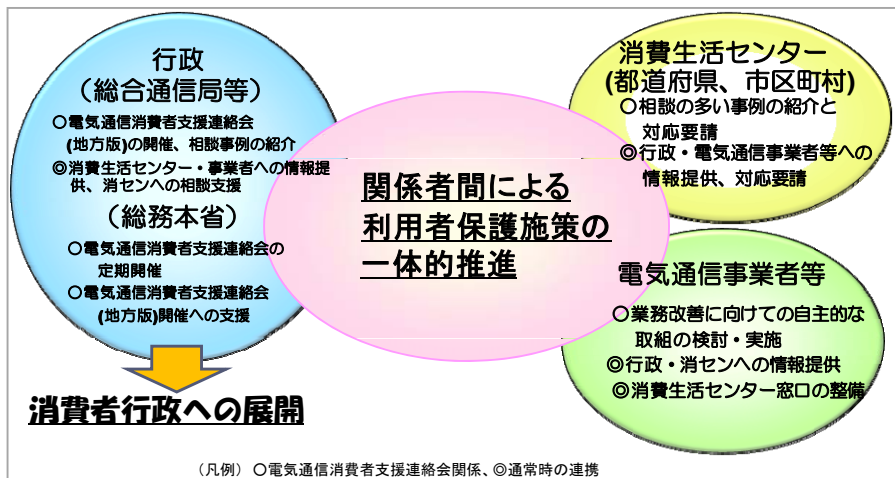 行政
（総合通信局等）
○電気通信消費者支援連絡会
(地方版)の開催、相談事例の紹介
◎消費生活センター・事業者への情報提
供、消センへの相談支援
（総務本省）
○電気通信消費者支援連絡会の
定期開催
○電気通信消費者支援連絡会
(地方版)開催への支援
消費者行政への展開
関係者間による
利用者保護施策の
一体的推進
消費生活センター
(都道府県、市区町村)
○相談の多い事例の紹介と
対応要請
◎行政・電気通信事業者等への
情報提供、対応要請
電気通信事業者等
○業務改善に向けての自主的な
取組の検討・実施
◎行政・消センへの情報提供
◎消費生活センター窓口の整備
（凡例）○電気通信消費者支援連絡会関係、◎通常時の連携